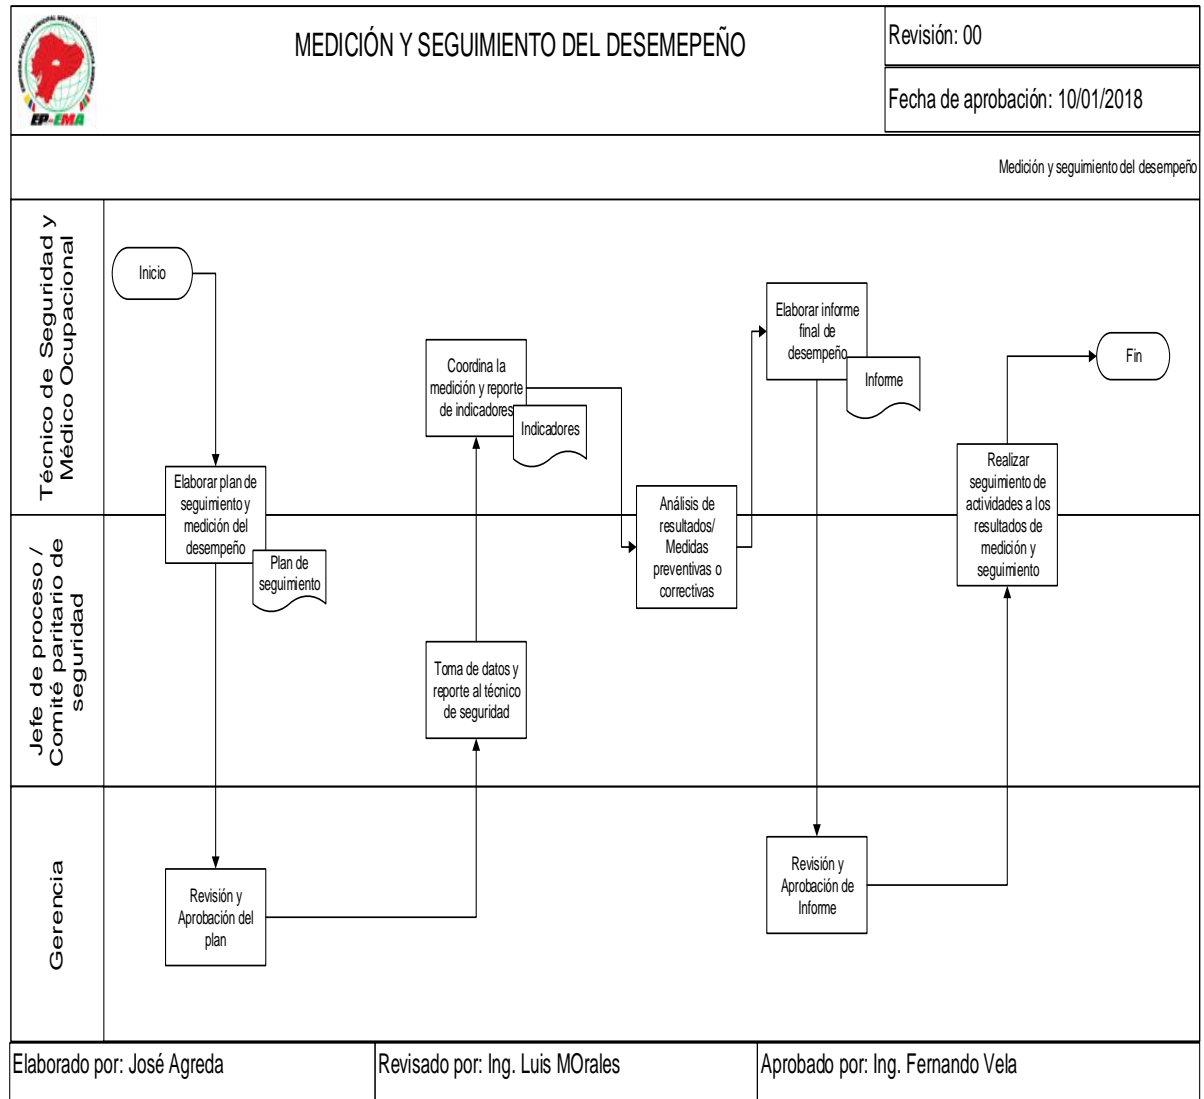 MEDICIÓN Y SEGUIMIENTO DEL DESEMEPEÑO
Revisión: 00
Fecha de aprobación: 10/01/2018
EP-EMA
Medición y seguimiento del desempeño
Técnico de Seguridad y
Médico Ocupacional
Inicio
Elaborar plan de
seguimiento y
medición del
desempeño
Plan de
seguimiento
Coordina la
medición y reporte
de indicadores
Indicadores
Análisis de
resultados/
Medidas
preventivas o
correctivas
Elaborar informe
final de
desempeño
Informe
Realizar
seguimiento de
actividades a los
resultados de
medición y
seguimiento
Fin
Jefe de proceso /
Comité paritario de
seguridad
Toma de datos y
reporte al técnico
de seguridad
Gerencia
Revisión y
Aprobación del
plan
Revisión y
Aprobación de
Informe
Elaborado por: José Agreda
Revisado por: Ing. Luis MOrales
Aprobado por: Ing. Fernando Vela